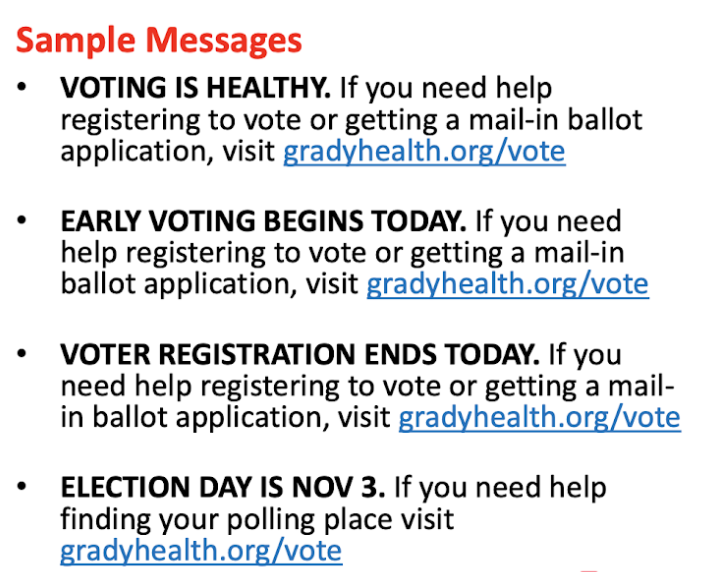 Sample Messages
• VOTING IS HEALTHY. If you need help
registering to vote or getting a mail-in ballot
application, visit gradyhealth.org/vote
• EARLY VOTING BEGINS TODAY. If you need
help registering to vote or getting a mail-in
ballot application, visit gradyhealth.org/vote
• VOTER REGISTRATION ENDS TODAY. If you
need help registering to vote or getting a mail-
in ballot application, visit gradyhealth.org/vote
• ELECTION DAY IS NOV 3. If you need help
finding your polling place visit
gradyhealth.org/vote